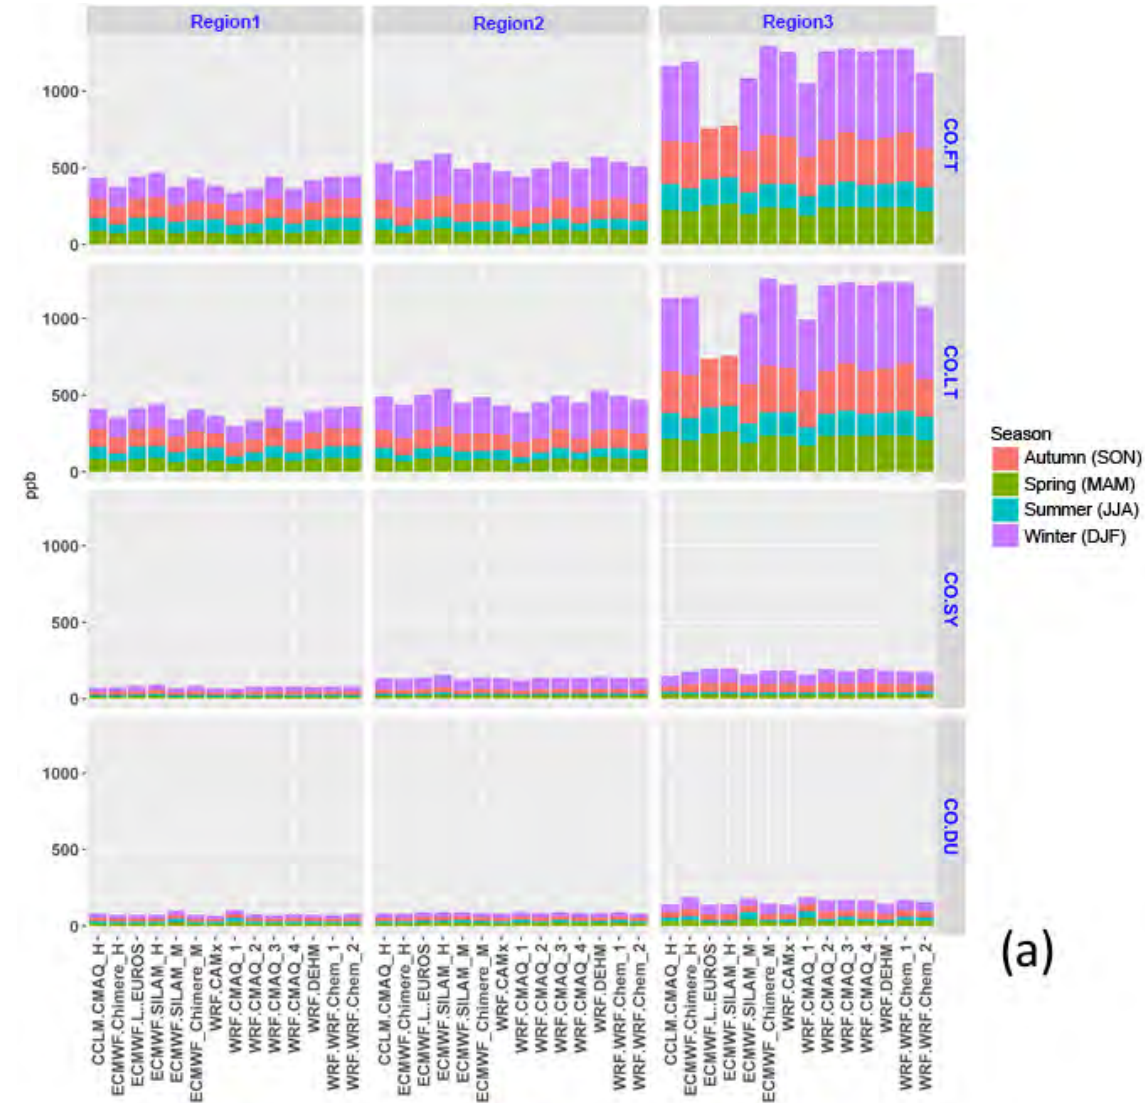 Region1
Region2
Region3
1000
500
0
CO.FT
1000
500
0
CO.LT
ppb
1000
500
0
CO.SY
1000
500
0
CO.DU
Season
Autumn (SON)
Spring (MAM)
Summer (JJA)
Winter (DJF)
(a)
CCLM.CMAQ_H
ECMWF.Chimere_H
ECMWF.L..EUROS
ECMWF.SILAM_H
ECMWF.SILAM_M
ECMWF_Chimere_M
WRF.CAMx
WRF.CMAQ_1
WRF.CMAQ_2
WRF.CMAQ_3
WRF.CMAQ_4
WRF.DEHM
WRF.WRF.Chem_1
WRF.WRF.Chem_2
CCLM.CMAQ_H
ECMWF.Chimere_H
ECMWF.L..EUROS
ECMWF.SILAM_H
ECMWF.SILAM_M
ECMWF_Chimere_M
WRF.CAMx
WRF.CMAQ_1
WRF.CMAQ_2
WRF.CMAQ_3
WRF.CMAQ_4
WRF.DEHM
WRF.WRF.Chem_1
WRF.WRF.Chem_2
CCLM.CMAQ_H
ECMWF.Chimere_H
ECMWF.L..EUROS
ECMWF.SILAM_H
ECMWF.SILAM_M
ECMWF_Chimere_M
WRF.CAMx
WRF.CMAQ_1
WRF.CMAQ_2
WRF.CMAQ_3
WRF.CMAQ_4
WRF.DEHM
WRF.WRF.Chem_1
WRF.WRF.Chem_2